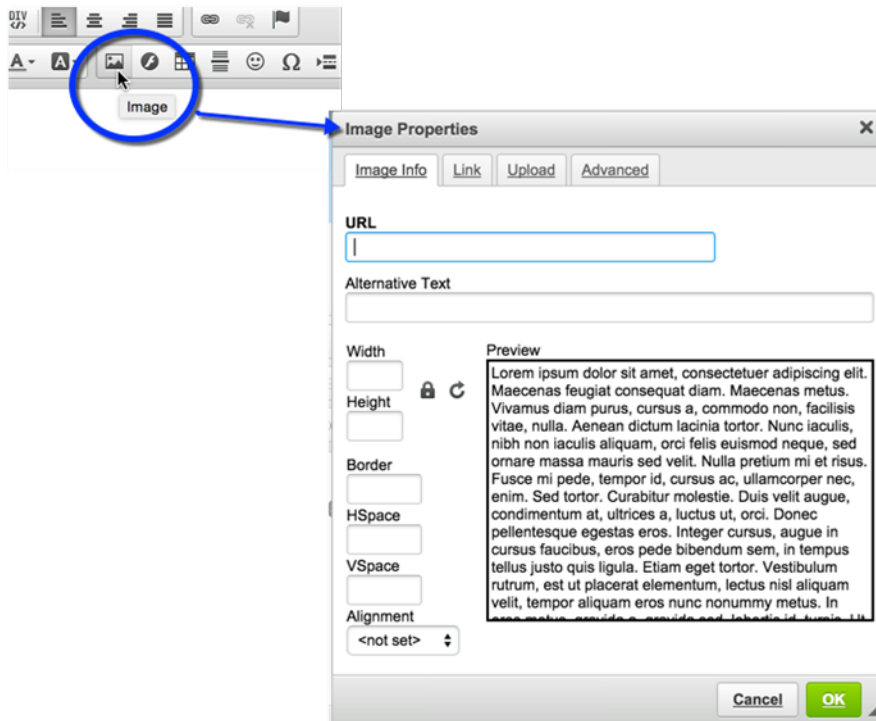 DIV
A
A
Ω
Image
Image Properties
Image Info Link Upload Advanced
URL
Alternative Text
Width
Height
Border
HSpace
VSpace
Alignment
<not set>
Preview
Lorem ipsum dolor sit amet, consectetuer adipiscing elit.
Maecenas feugiat consequat diam. Maecenas metus.
Vivamus diam purus, cursus a, commodo non, facilisis
vitae, nulla. Aenean dictum lacinia tortor. Nunc iaculis,
nibh non iaculis aliquam, orci felis euismod neque, sed
ornare massa mauris sed velit. Nulla pretium mi et risus.
Fusce mi pede, tempor id, cursus ac, ullamcorper nec,
enim. Sed tortor. Curabitur molestie. Duis velit augue,
condimentum at, ultrices a, luctus ut, orci. Donec
pellentesque egestas eros. Integer cursus, augue in
cursus faucibus, eros pede bibendum sem, in tempus
tellus justo quis ligula. Etiam eget tortor. Vestibulum
rutrum, est ut placerat elementum, lectus nisl aliquam
velit, tempor aliquam eros nunc nonummy metus. In
Cancel OK